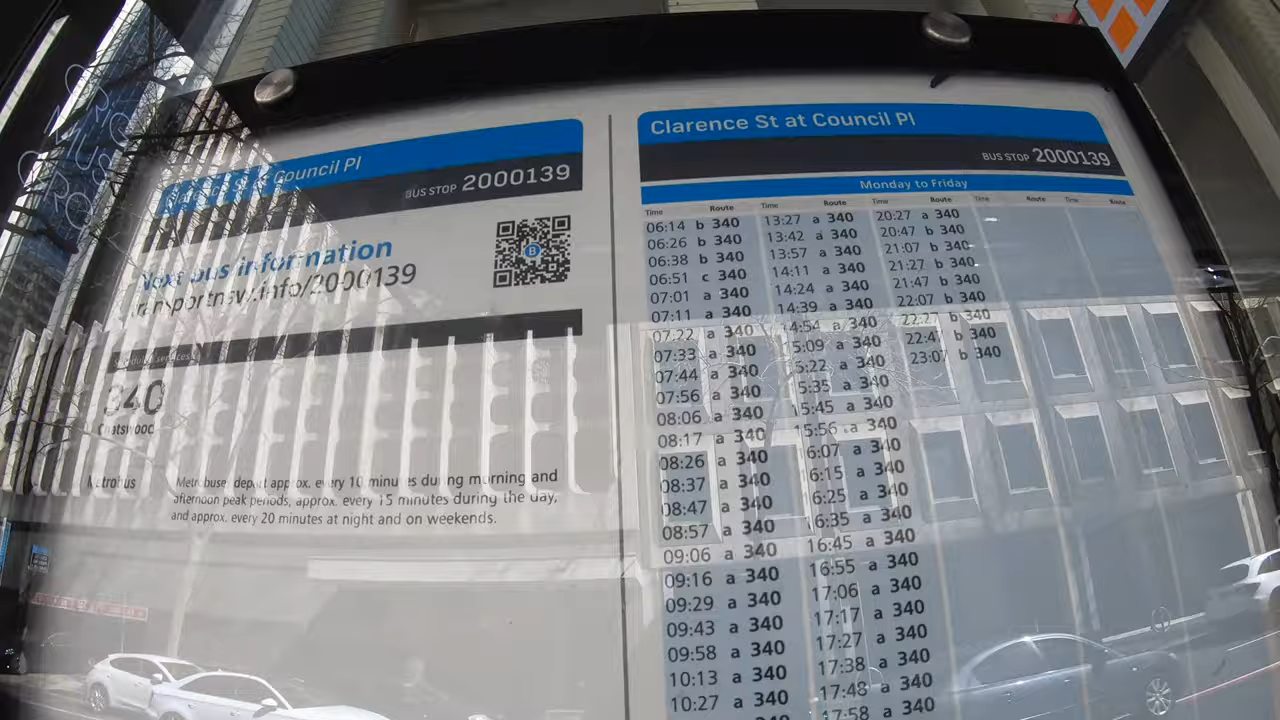 Clarence St at Council Pl
BUS STOP 2000139
Next bus information
transportnsw.info/2000139
340
Chatswood
Metrobus
Metrobuses depart approx. every 10 minutes during morning and
afternoon peak periods, approx. every 15 minutes during the day,
and approx. every 20 minutes at night and on weekends.
Clarence St at Council Pl
BUS STOP 2000139
Monday to Friday
Time Route Time Route Time Route Time Route Time Route
06:14 b 340 13:27 a 340 20:27 a 340
06:26 b 340 13:42 a 340 20:47 b 340
06:38 b 340 13:57 a 340 21:07 b 340
06:51 c 340 14:11 a 340 21:27 b 340
07:01 a 340 14:24 a 340 21:47 b 340
07:11 a 340 14:39 a 340 22:07 b 340
07:22 a 340 14:54 a 340 22:27 b 340
07:33 a 340 15:09 a 340 22:47 b 340
07:44 a 340 15:22 a 340 23:07 b 340
07:56 a 340 15:35 a 340
08:06 a 340 15:45 a 340
08:17 a 340 15:56 a 340
08:26 a 340 16:07 a 340
08:37 a 340 16:15 a 340
08:47 a 340 16:25 a 340
08:57 a 340 16:35 a 340
09:06 a 340 16:45 a 340
09:16 a 340 16:55 a 340
09:29 a 340 17:06 a 340
09:43 a 340 17:17 a 340
09:58 a 340 17:27 a 340
10:13 a 340 17:38 a 340
10:27 a 340 17:48 a 340
17:58 a 340